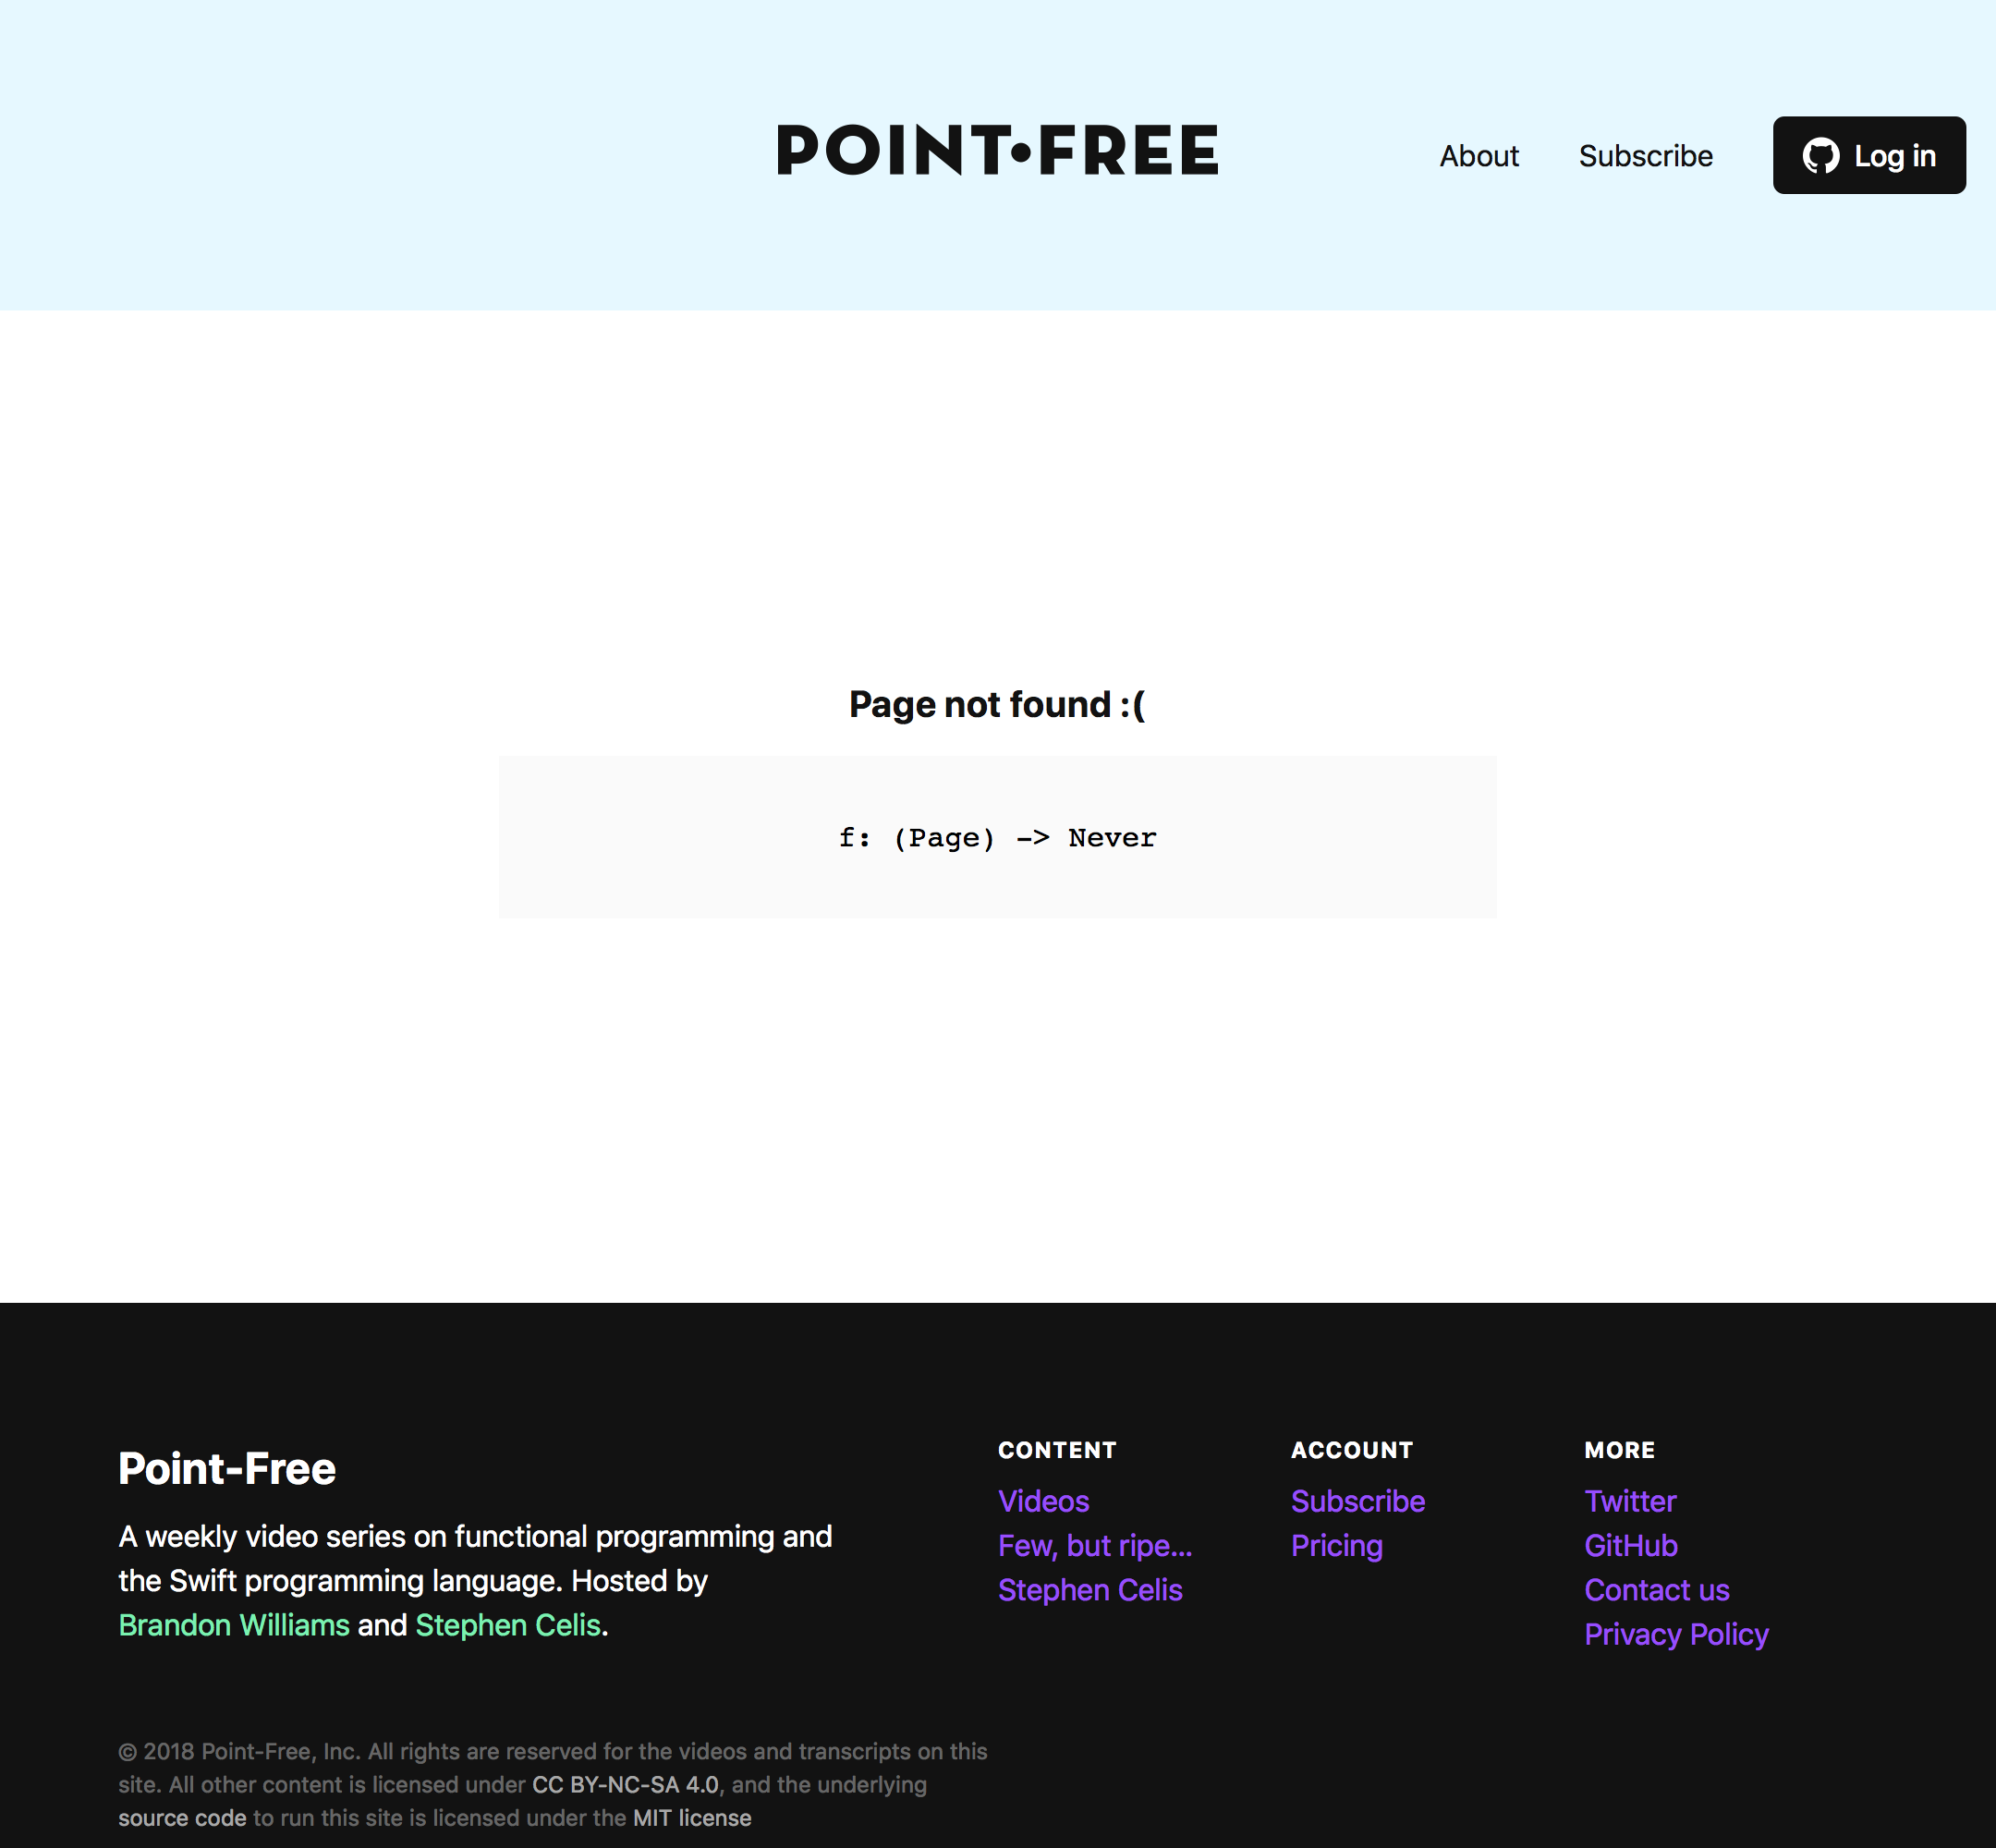 POINT•FREE
About
Subscribe
Log in
Page not found :(
f: (Page) -> Never
Point-Free
A weekly video series on functional programming and
the Swift programming language. Hosted by
Brandon Williams and Stephen Celis.
CONTENT
Videos
Few, but ripe...
Stephen Celis
ACCOUNT
Subscribe
Pricing
MORE
Twitter
GitHub
Contact us
Privacy Policy
© 2018 Point-Free, Inc. All rights are reserved for the videos and transcripts on this
site. All other content is licensed under CC BY-NC-SA 4.0, and the underlying
source code to run this site is licensed under the MIT license